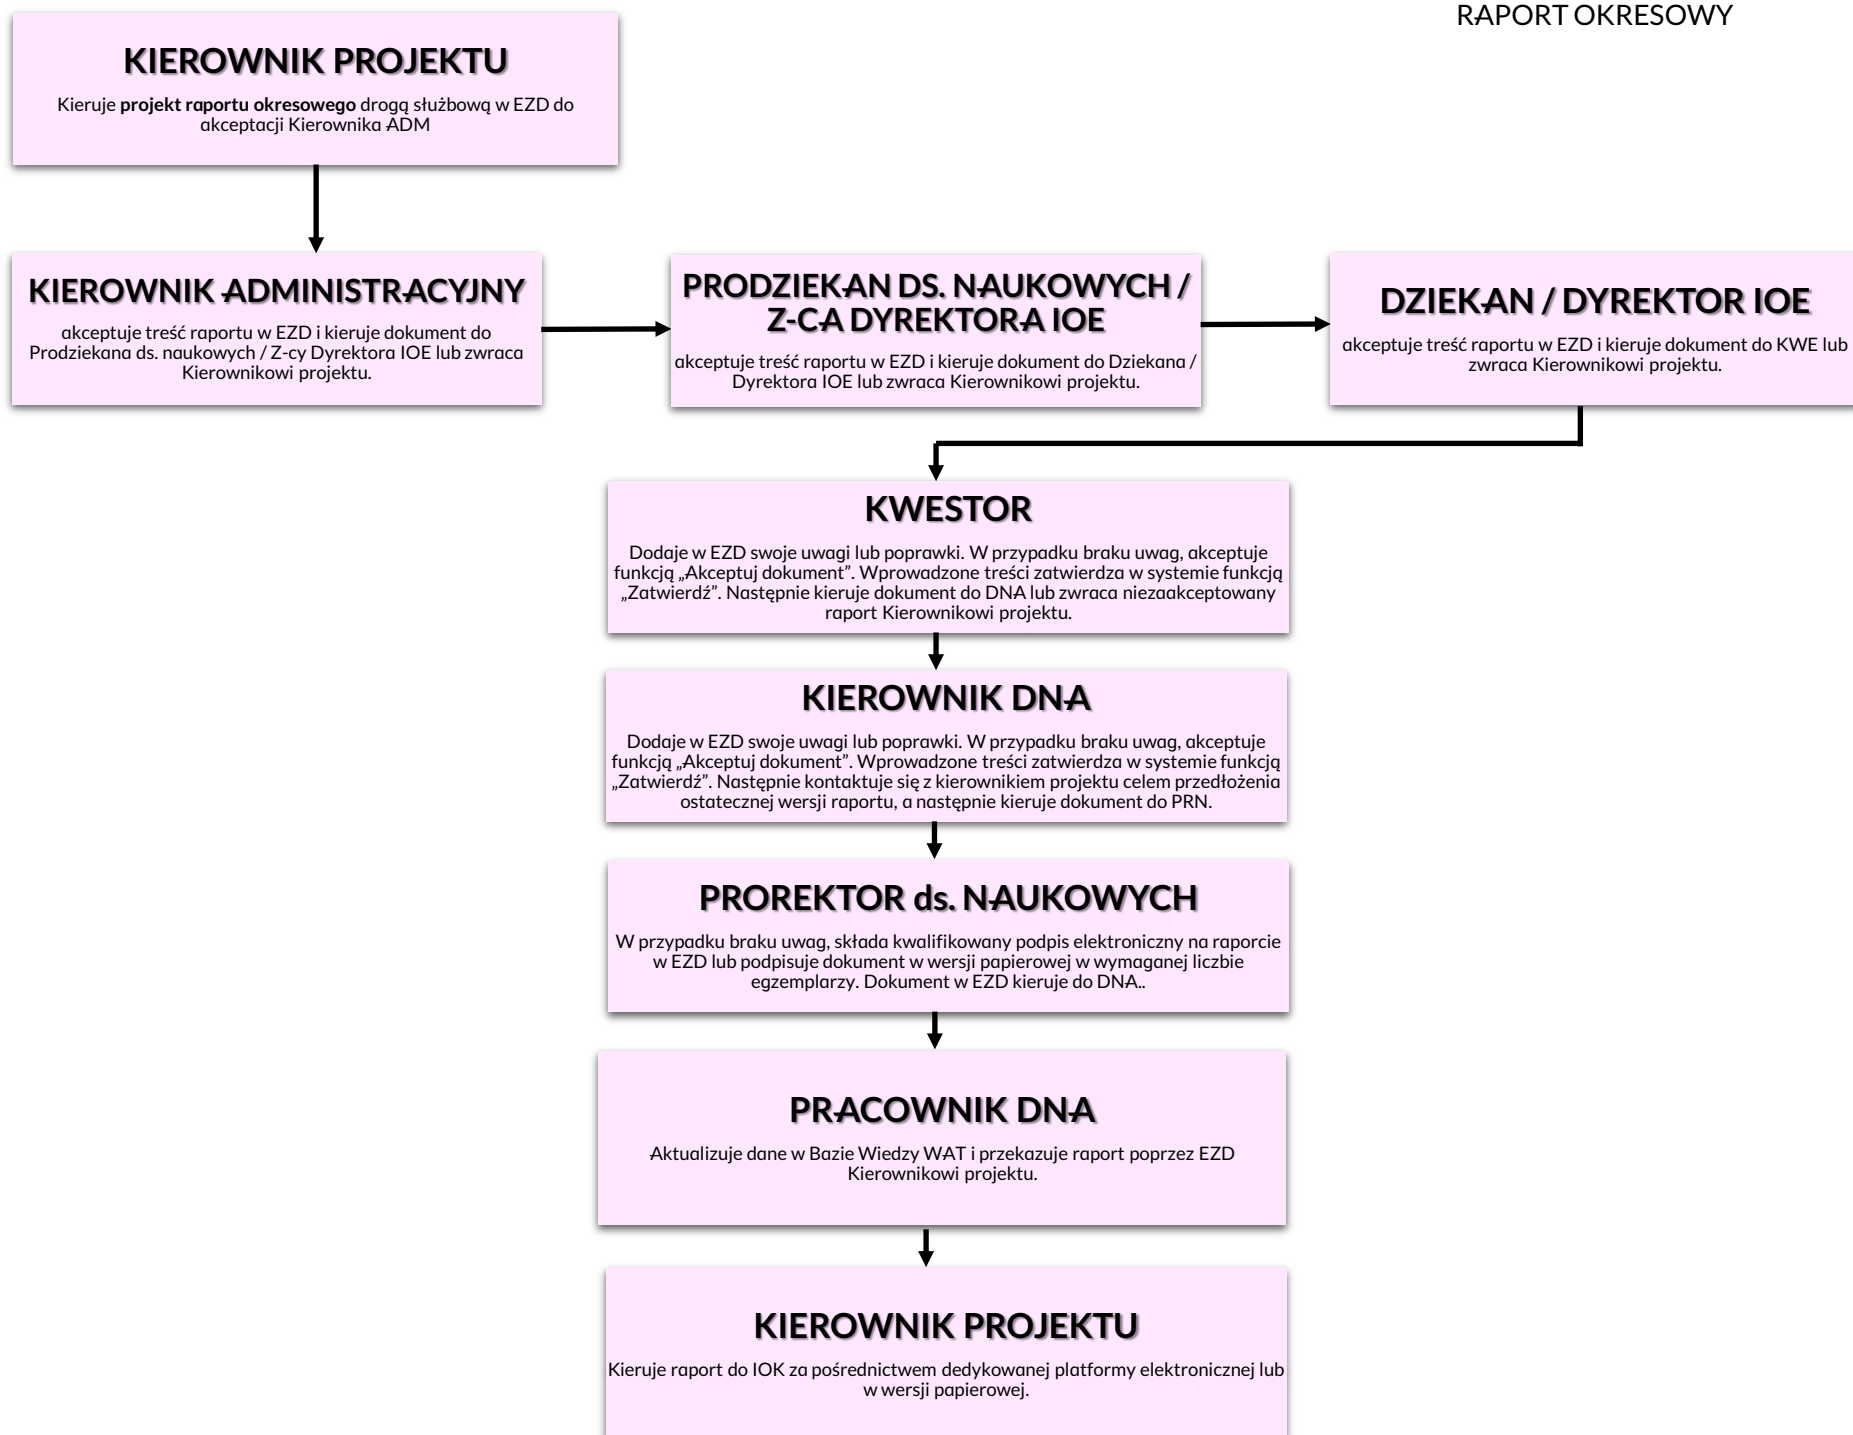 RAPORT OKRESOWY
KIEROWNIK PROJEKTU
Kieruje projekt raportu okresowego drogą służbową w EZD do
akceptacji Kierownika ADM
KIEROWNIK ADMINISTRACYJNY
akceptuje treść raportu w EZD i kieruje dokument do
Prodziekana ds. naukowych / Z-cy Dyrektora IOE lub zwraca
Kierownikowi projektu.
PRODZIEKAN DS. NAUKOWYCH /
Z-CA DYREKTORA IOE
akceptuje treść raportu w EZD i kieruje dokument do Dziekana /
Dyrektora IOE lub zwraca Kierownikowi projektu.
DZIEKAN / DYREKTOR IOE
akceptuje treść raportu w EZD i kieruje dokument do KWE lub
zwraca Kierownikowi projektu.
KWESTOR
Dodaje w EZD swoje uwagi lub poprawki. W przypadku braku uwag, akceptuje
funkcją „Akceptuj dokument”. Wprowadzone treści zatwierdza w systemie funkcją
„Zatwierdź”. Następnie kieruje dokument do DNA lub zwraca niezaakceptowany
raport Kierownikowi projektu.
KIEROWNIK DNA
Dodaje w EZD swoje uwagi lub poprawki. W przypadku braku uwag, akceptuje
funkcją „Akceptuj dokument”. Wprowadzone treści zatwierdza w systemie funkcją
„Zatwierdź”. Następnie kontaktuje się z kierownikiem projektu celem przedłożenia
ostatecznej wersji raportu, a następnie kieruje dokument do PRN.
PROREKTOR ds. NAUKOWYCH
W przypadku braku uwag, składa kwalifikowany podpis elektroniczny na raporcie
w EZD lub podpisuje dokument w wersji papierowej w wymaganej liczbie
egzemplarzy. Dokument w EZD kieruje do DNA..
PRACOWNIK DNA
Aktualizuje dane w Bazie Wiedzy WAT i przekazuje raport poprzez EZD
Kierownikowi projektu.
KIEROWNIK PROJEKTU
Kieruje raport do IOK za pośrednictwem dedykowanej platformy elektronicznej lub
w wersji papierowej.